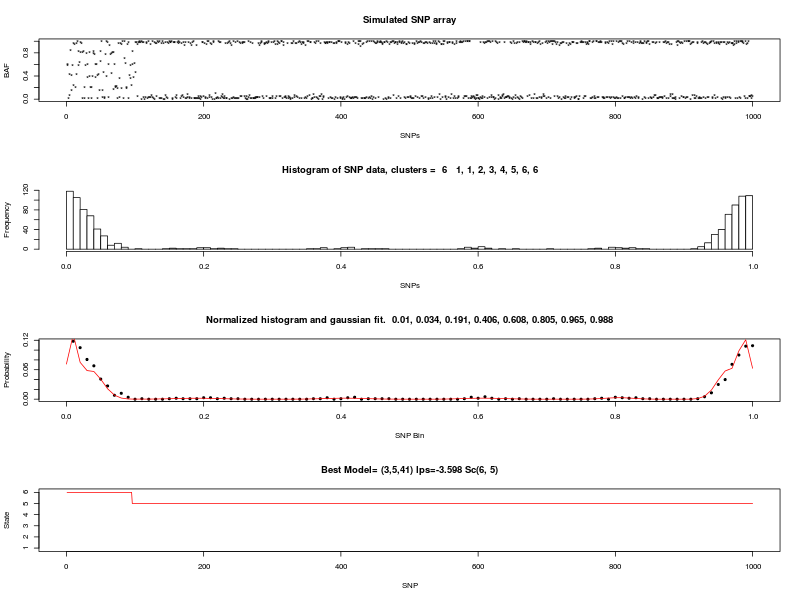 Simulated SNP array
BAF
0.0 0.4 0.8
0 200 400 600 800 1000
SNPs
Histogram of SNP data, clusters = 6 1, 1, 2, 3, 4, 5, 6, 6
Frequency
0 40 80 120
0.0 0.2 0.4 0.6 0.8 1.0
SNPs
Normalized histogram and gaussian fit. 0.01, 0.034, 0.191, 0.406, 0.608, 0.805, 0.965, 0.988
Probability
0.00 0.06 0.12
0.0 0.2 0.4 0.6 0.8 1.0
SNP Bin
Best Model= (3,5,41) lps=-3.598 Sc(6, 5)
State
1 2 3 4 5 6
0 200 400 600 800 1000
SNP